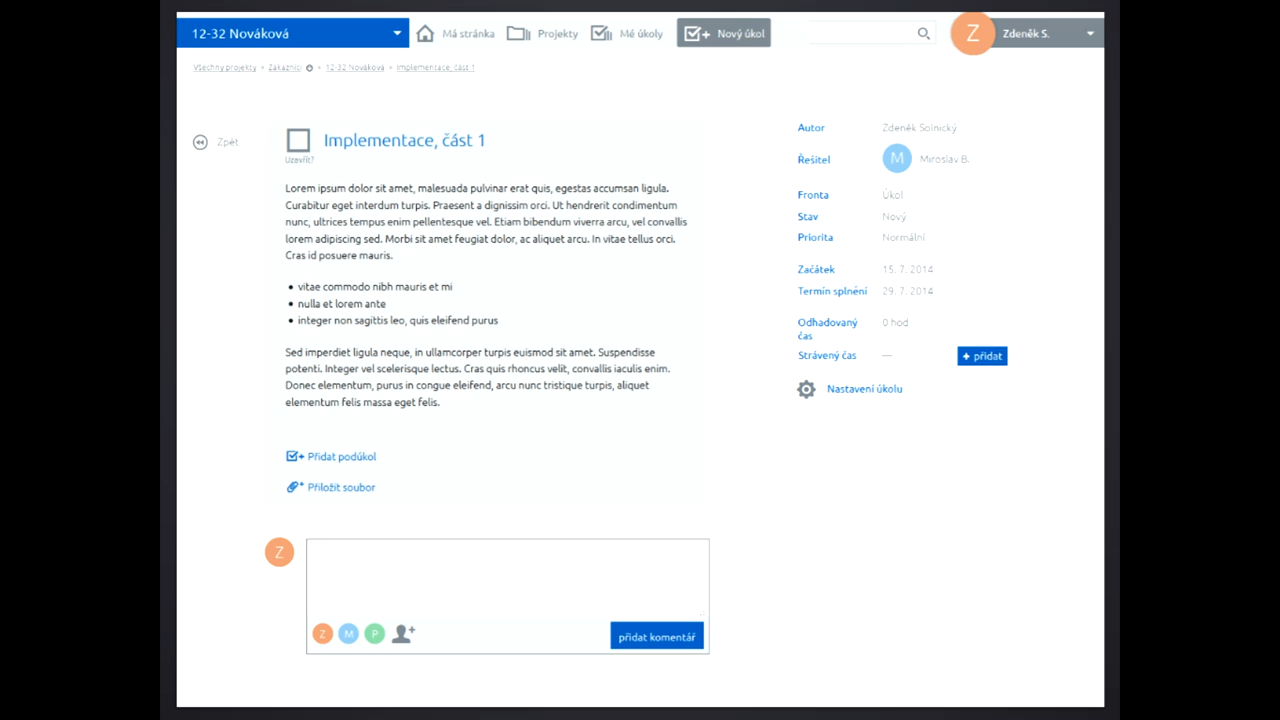 12-32 Nováková
Má stránka
Projekty
Mé úkoly
Nový úkol
Z
Zdeněk S.
Všechny projekty » Zákazníci » 12-32 Nováková » Implementace, část 1
Zpět
Implementace, část 1
Uzavřít?
Lorem ipsum dolor sit amet, malesuada pulvinar erat quis, egestas accumsan ligula.
Curabitur eget interdum turpis. Praesent a dignissim orci. Ut hendrerit condimentum
nunc, ultrices tempus enim pellentesque vel. Etiam bibendum viverra arcu, vel convallis
lorem adipiscing sed. Morbi sit amet feugiat dolor, ac aliquet arcu. In vitae tellus orci.
Cras id posuere mauris.
• vitae commodo nibh mauris et mi
• nulla et lorem ante
• integer non sagittis leo, quis eleifend purus
Sed imperdiet ligula neque, in ullamcorper turpis euismod sit amet. Suspendisse
potenti. Integer vel scelerisque lectus. Cras quis rhoncus velit, convallis iaculis enim.
Donec elementum, purus in congue eleifend, arcu nunc tristique turpis, aliquet
elementum felis massa eget felis.
Přidat podúkol
Přiložit soubor
Z
Z M P
přidat komentář
Autor Zdeněk Solnický
Řešitel M Miroslav B.
Fronta Úkol
Stav Nový
Priorita Normální
Začátek 15. 7. 2014
Termín splnění 29. 7. 2014
Odhadovaný 0 hod
čas
Strávený čas — + přidat
Nastavení úkolu